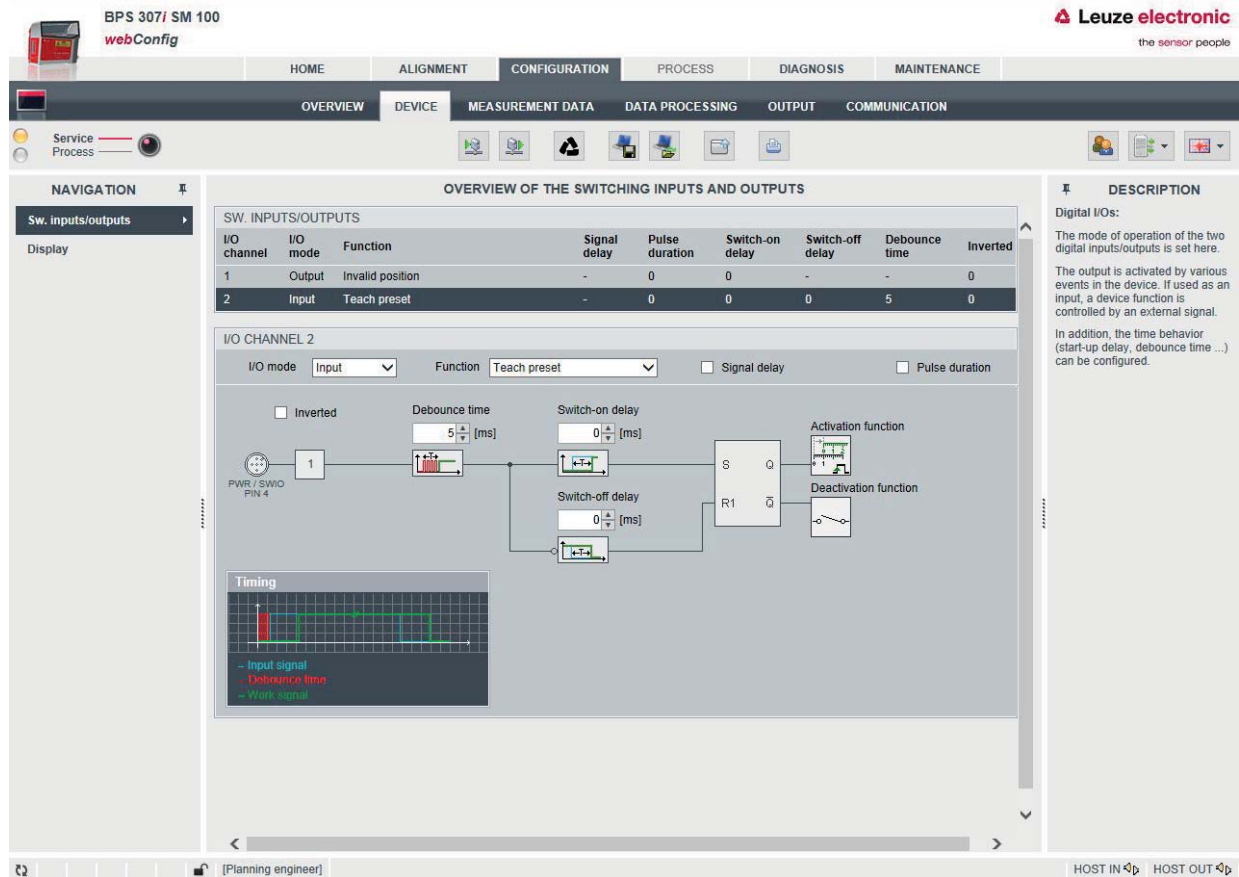 BPS 307i SM 100
webConfig
Leuze electronic
the sensor people
HOME ALIGNMENT CONFIGURATION PROCESS DIAGNOSIS MAINTENANCE
OVERVIEW DEVICE MEASUREMENT DATA DATA PROCESSING OUTPUT COMMUNICATION
Service
Process
NAVIGATION
Sw. inputs/outputs
Display
OVERVIEW OF THE SWITCHING INPUTS AND OUTPUTS
SW. INPUTS/OUTPUTS
I/O channel I/O mode Function Signal delay Pulse duration Switch-on delay Switch-off delay Debounce time Inverted
1 Output Invalid position - 0 0 - - 0
2 Input Teach preset - 0 0 0 5 0
I/O CHANNEL 2
I/O mode Input Function Teach preset Signal delay Pulse duration
Inverted
Debounce time
5 [ms]
Switch-on delay
0 [ms]
Activation function
0 1
PWR / SWIO
PIN 4
1
T
T
S Q
R1 Q̅
Switch-off delay
0 [ms]
T
Deactivation function
Timing
– Input signal
– Debounce time
– Work signal
DESCRIPTION
Digital I/Os:
The mode of operation of the two
digital inputs/outputs is set here.
The output is activated by various
events in the device. If used as an
input, a device function is
controlled by an external signal.
In addition, the time behavior
(start-up delay, debounce time ...)
can be configured.
[Planning engineer]
HOST IN HOST OUT